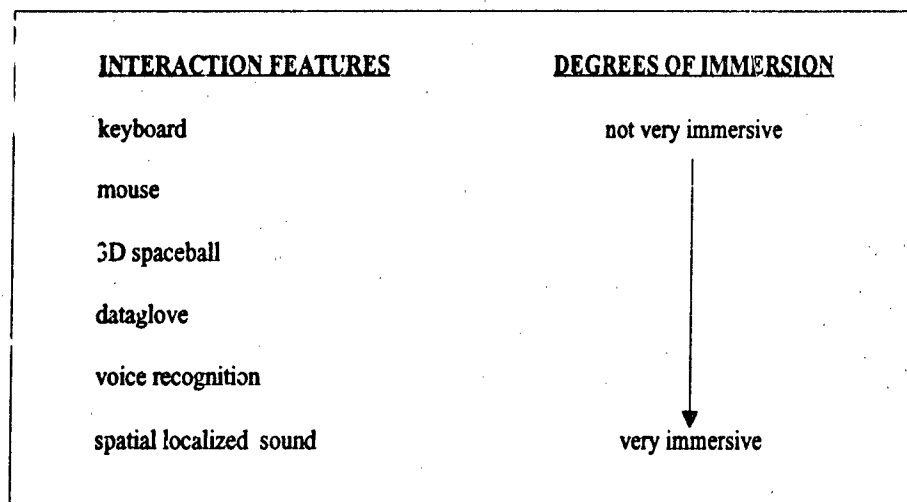 INTERACTION FEATURES DEGREES OF IMMERSION
keyboard not very immersive
mouse
3D spaceball
dataglove
voice recognition
spatial localized sound very immersive